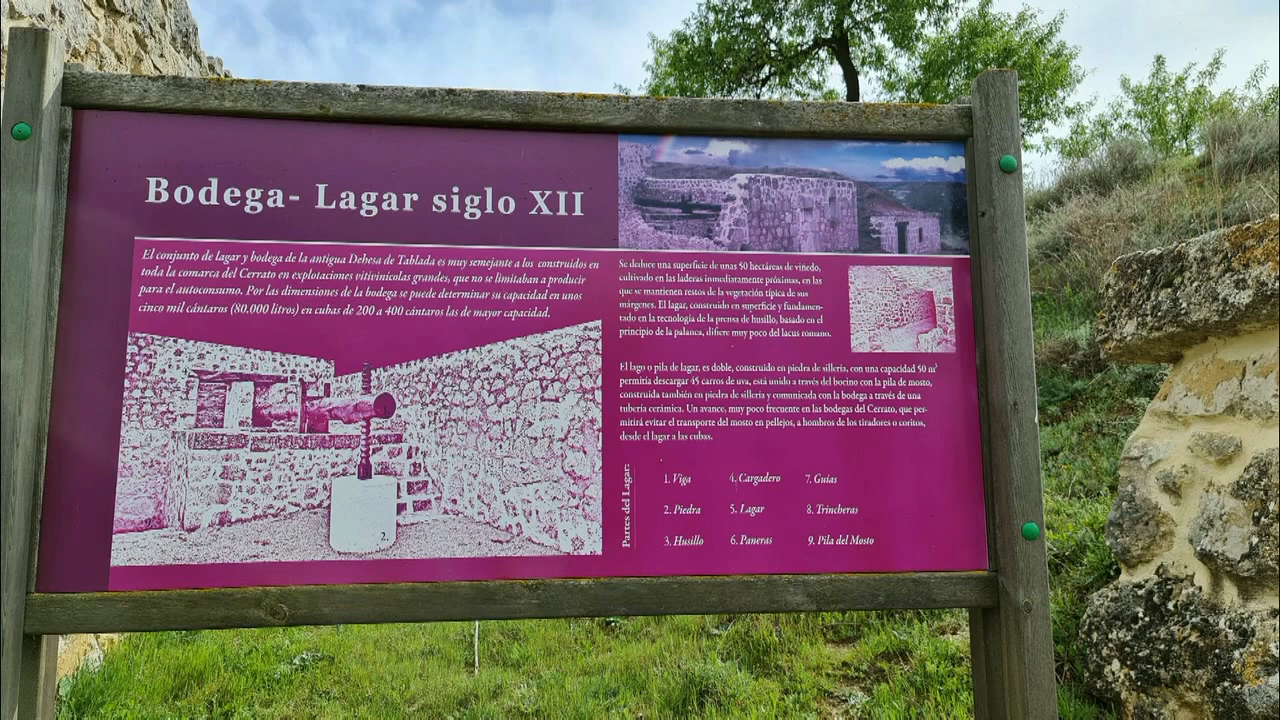 Bodega- Lagar siglo XII
El conjunto de lagar y bodega de la antigua Dehesa de Tablada es muy semejante a los construidos en
toda la comarca del Cerrato en explotaciones vitivinícolas grandes, que no se limitaban a producir
para el autoconsumo. Por las dimensiones de la bodega se puede determinar su capacidad en unos
cinco mil cántaros (80.000 litros) en cubas de 200 a 400 cántaros las de mayor capacidad.
2.
Se deduce una superficie de unas 50 hectáreas de viñedo,
cultivado en las laderas inmediatamente próximas, en las
que se mantienen restos de la vegetación típica de sus
márgenes. El lagar, construido en superficie y fundamen-
tado en la tecnología de la prensa de husillo, basado en el
principio de la palanca, difiere muy poco del lacus romano.
El lago o pila de lagar, es doble, construido en piedra de sillería, con una capacidad 50 m³
permitía descargar 45 carros de uva, está unido a través del bocino con la pila de mosto,
construida también en piedra de sillería y comunicada con la bodega a través de una
tubería cerámica. Un avance, muy poco frecuente en las bodegas del Cerrato, que per-
mitirá evitar el transporte del mosto en pellejos, a hombros de los tiradores o coritos,
desde el lagar a las cubas.
Partes del Lagar:
1. Viga 4. Cargadero 7. Guías
2. Piedra 5. Lagar 8. Trincheras
3. Husillo 6. Paneras 9. Pila del Mosto